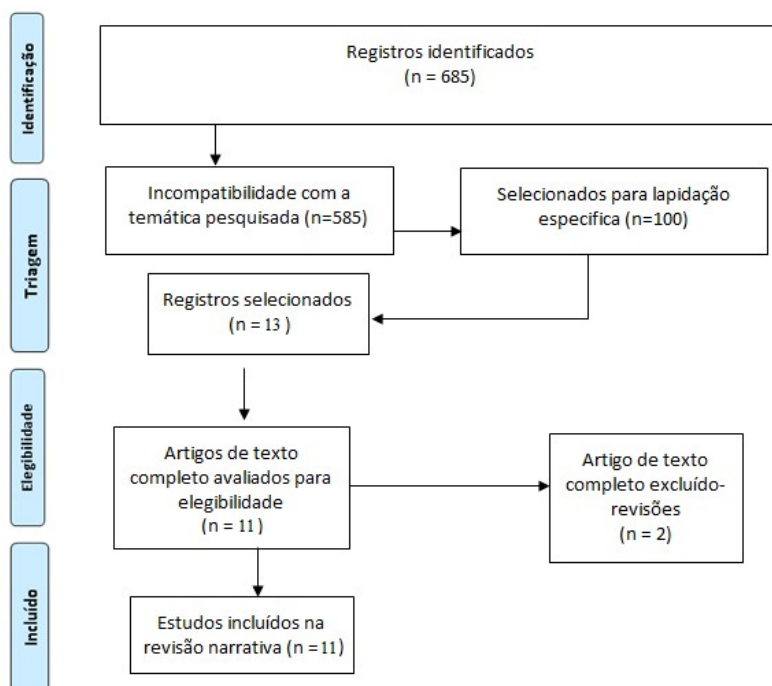 Identificação
Registros identificados
(n = 685)
Triagem
Incompatibilidade com a
temática pesquisada (n=585)
Selecionados para lapidação
especifica (n=100)
Registros selecionados
(n = 13 )
Elegibilidade
Artigos de texto
completo avaliados para
elegibilidade
(n = 11 )
Artigo de texto
completo excluído-
revisões
(n = 2)
Incluído
Estudos incluídos na
revisão narrativa (n =11)